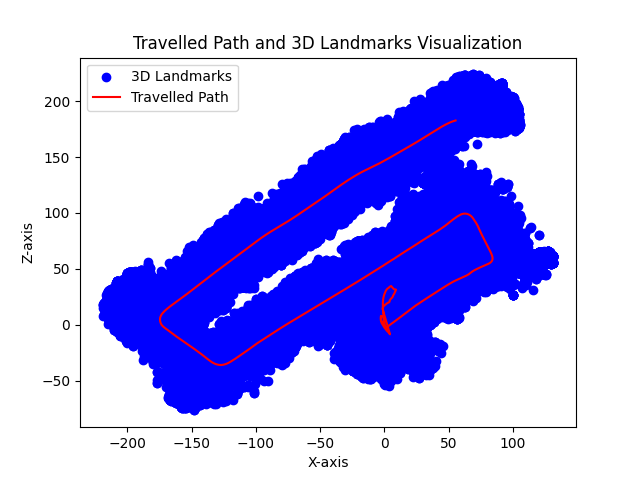 Travelled Path and 3D Landmarks Visualization
3D Landmarks
Travelled Path
Z-axis
200
150
100
50
0
−50
−200
−150
−100
−50
0
50
100
X-axis